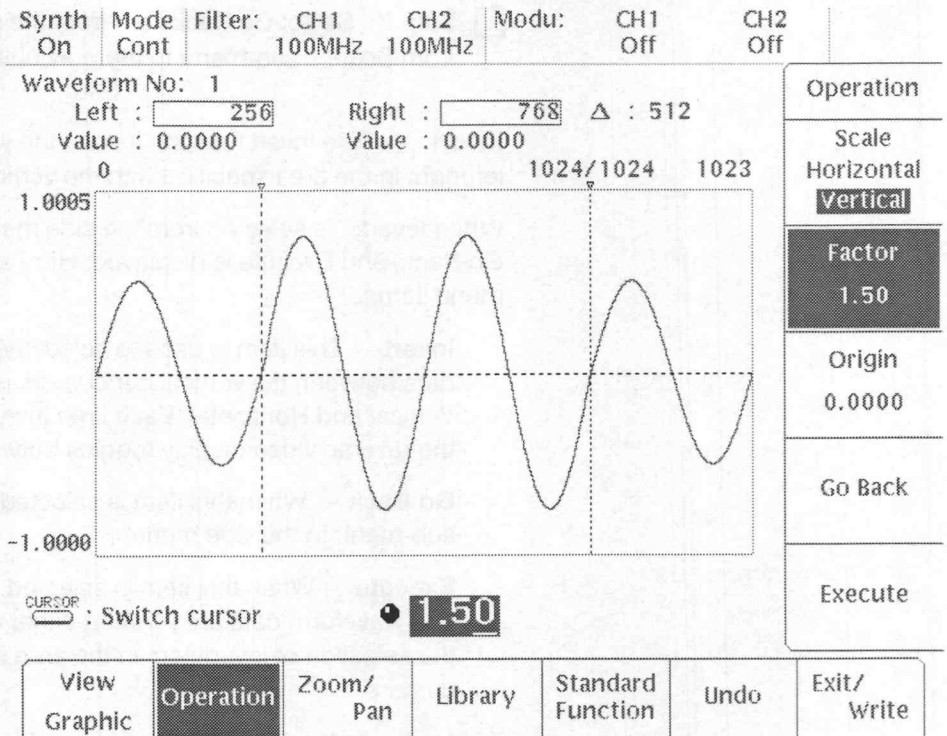 Synth Mode Filter: CH1 CH2 Modu: CH1 CH2
On Cont 100MHz 100MHz Off Off
Waveform No: 1
Left : 256 Right : 768 Δ : 512
Value 0.0000 Value 0.0000
0 1024/1024 1023
1.0005
-1.0000
Operation
Scale
Horizontal
Vertical
Factor
1.50
Origin
0.0000
Go Back
Execute
CURSOR : Switch cursor 1.50
View
Graphic
Operation
Zoom/
Pan
Library
Standard
Function
Undo
Exit/
Write